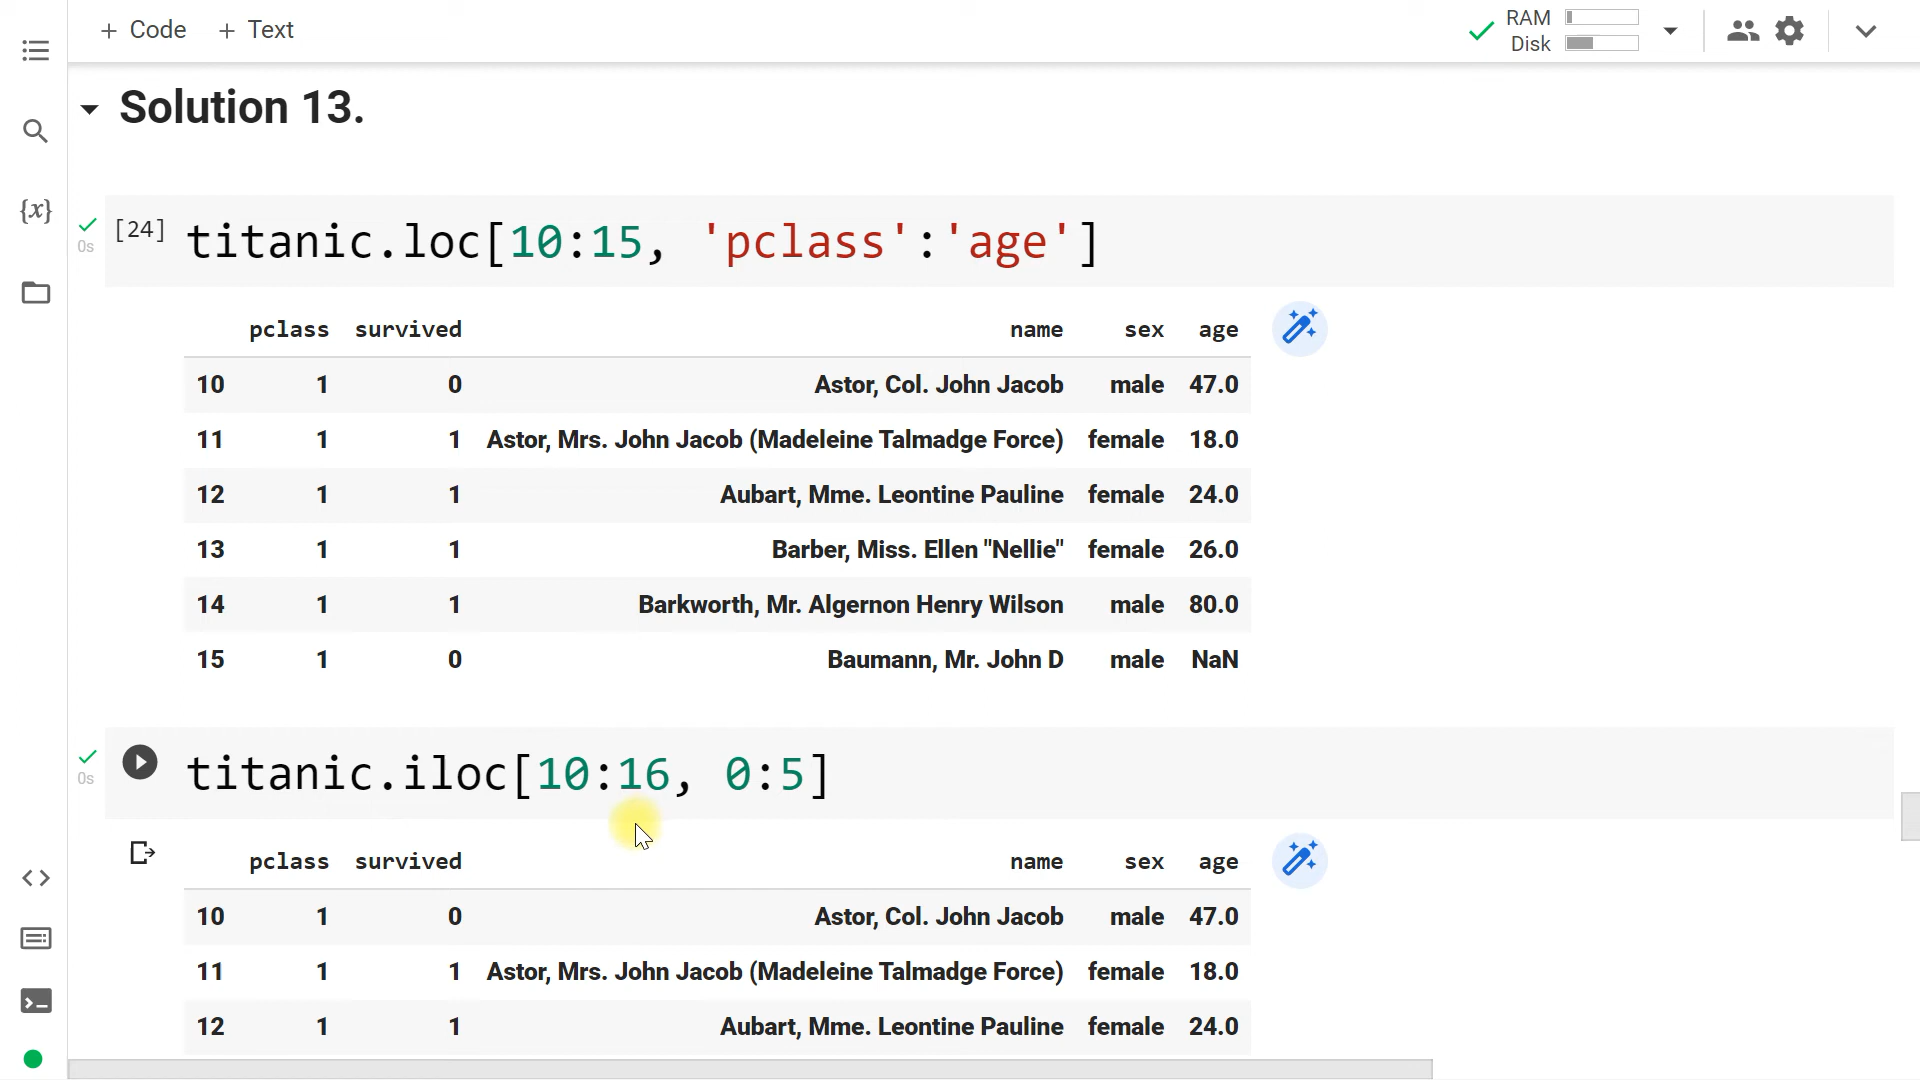 + Code + Text
RAM
Disk
Solution 13.
{x}
0s
[24] titanic.loc[10:15, 'pclass':'age']
pclass survived name sex age
10 1 0 Astor, Col. John Jacob male 47.0
11 1 1 Astor, Mrs. John Jacob (Madeleine Talmadge Force) female 18.0
12 1 1 Aubart, Mme. Leontine Pauline female 24.0
13 1 1 Barber, Miss. Ellen "Nellie" female 26.0
14 1 1 Barkworth, Mr. Algernon Henry Wilson male 80.0
15 1 0 Baumann, Mr. John D male NaN
0s
titanic.iloc[10:16, 0:5]
pclass survived name sex age
10 1 0 Astor, Col. John Jacob male 47.0
11 1 1 Astor, Mrs. John Jacob (Madeleine Talmadge Force) female 18.0
12 1 1 Aubart, Mme. Leontine Pauline female 24.0